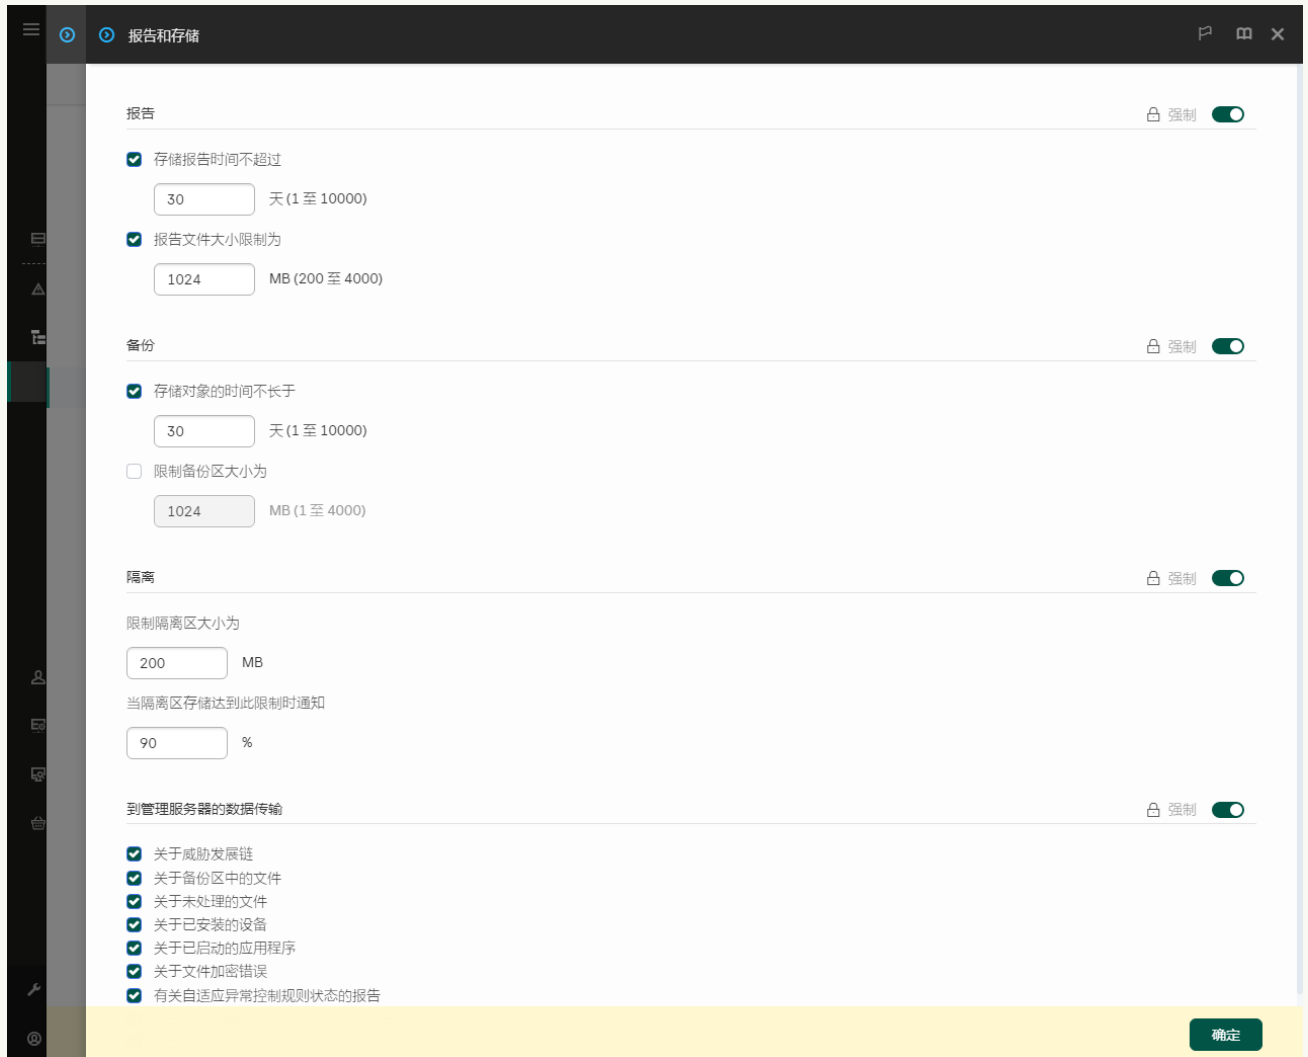 报告和存储
报告
强制
存储报告时间不超过
30 天 (1 至 10000)
报告文件大小限制为
1024 MB (200 至 4000)
备份
强制
存储对象的时间不长于
30 天 (1 至 10000)
限制备份区大小为
1024 MB (1 至 4000)
隔离
强制
限制隔离区大小为
200 MB
当隔离区存储达到此限制时通知
90 %
到管理服务器的数据传输
强制
关于威胁发展链
关于备份区中的文件
关于未处理的文件
关于已安装的设备
关于已启动的应用程序
关于文件加密错误
有关自适应异常控制规则状态的报告
确定